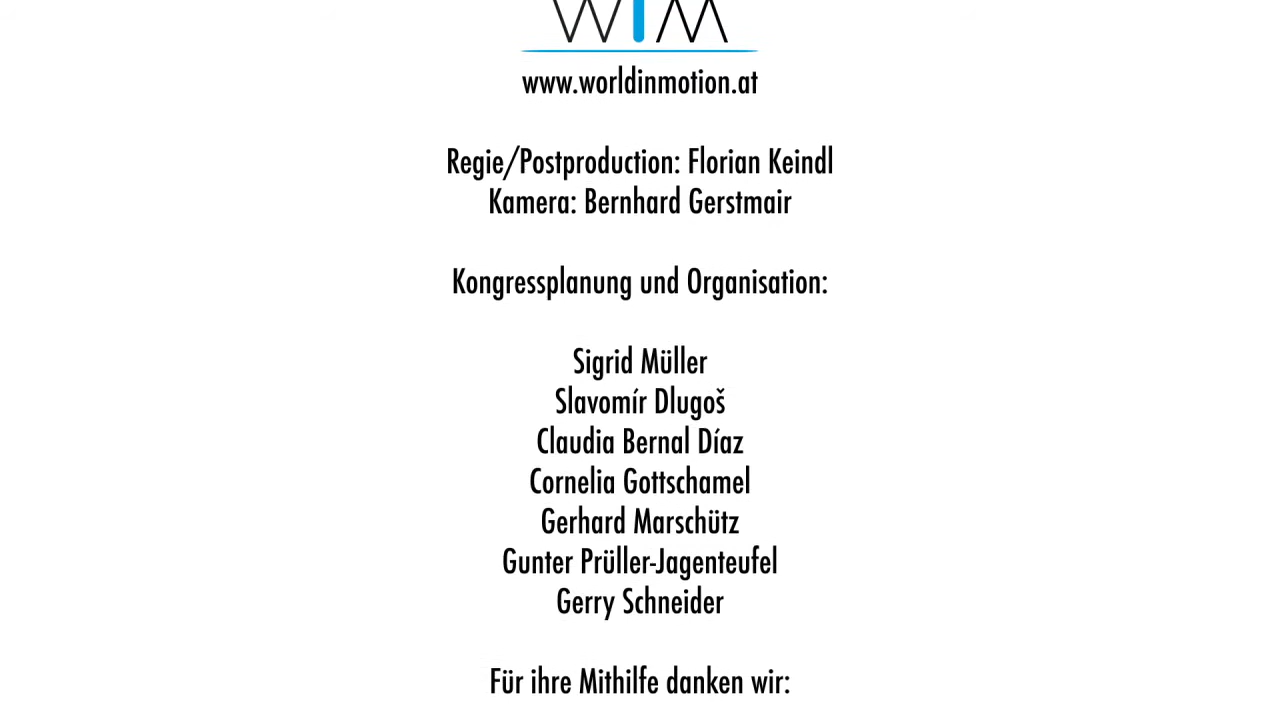 WIM
www.worldinmotion.at
Regie/Postproduction: Florian Keindl
Kamera: Bernhard Gerstmair
Kongressplanung und Organisation:
Sigrid Müller
Slavomír Dlugoš
Claudia Bernal Díaz
Cornelia Gottschamel
Gerhard Marschütz
Gunter Prüller-Jagenteufel
Gerry Schneider
Für ihre Mithilfe danken wir: